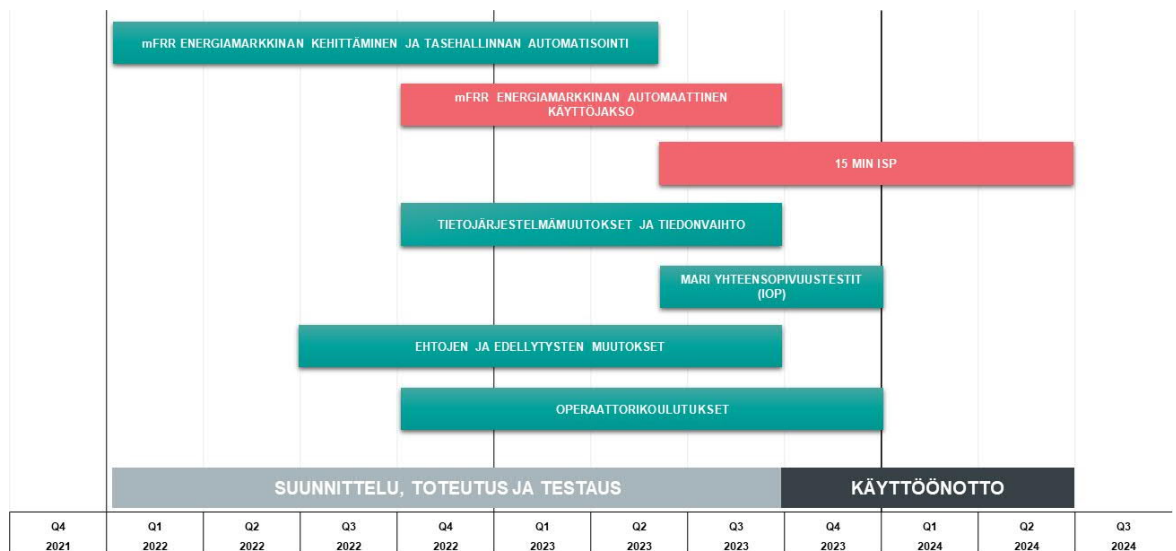 mFRR ENERGIAMARKKINAN KEHITTÄMINEN JA TASEHALLINNAN AUTOMATISOINTI
mFRR ENERGIAMARKKINAN AUTOMAATTINEN
KÄYTTÖJAKSO
15 MIN ISP
TIETOJÄRJESTELMÄMUUTOKSET JA TIEDONVAIHTO
MARI YHTEENSOPIVUUSTESTIT
(IOP)
EHTOJEN JA EDELLYTYSTEN MUUTOKSET
OPERAATTORIKOULUTUKSET
SUUNNITTELU, TOTEUTUS JA TESTAUS KÄYTTÖÖNOTTO
Q4 Q1 Q2 Q3 Q4 Q1 Q2 Q3 Q4 Q1 Q2 Q3
2021 2022 2022 2022 2022 2023 2023 2023 2023 2024 2024 2024